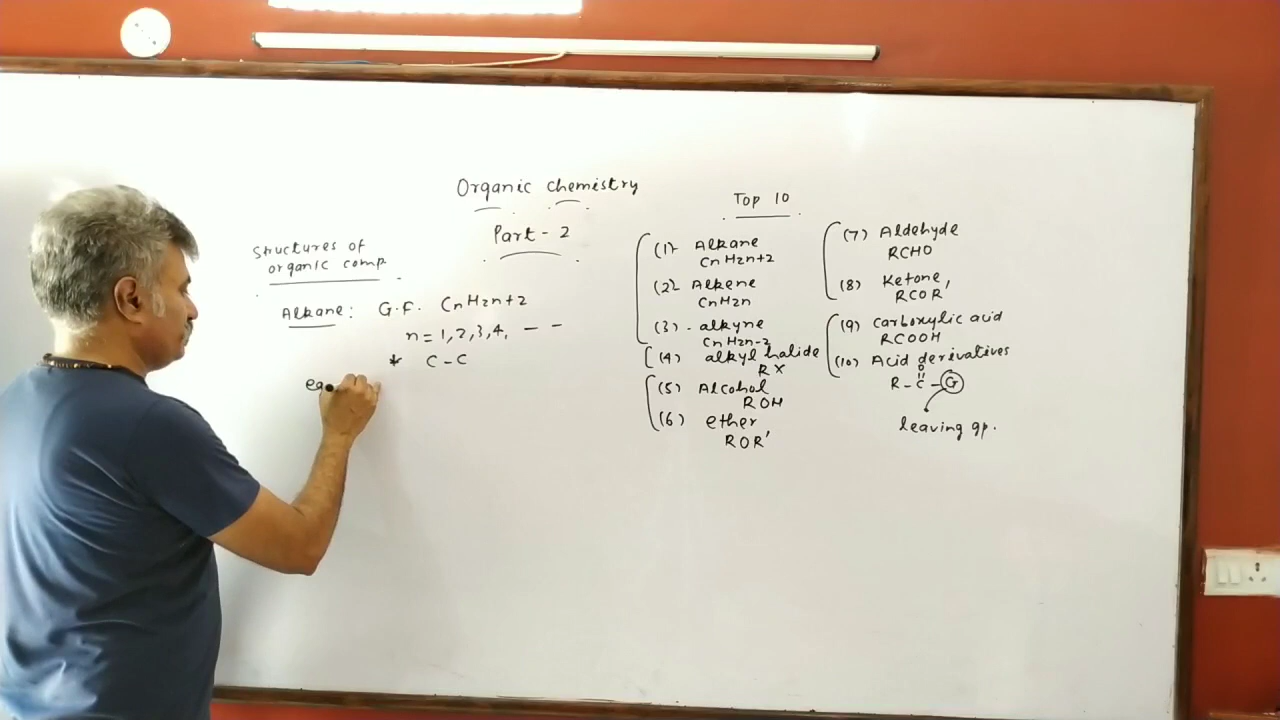 Organic chemistry
Part - 2
Structures of
organic comp.
Alkane: G.F. CnH2n+2
n = 1,2,3,4, - -
* C - C
eg
Top 10
(1) Alkane
CnH2n+2
(2) Alkene
CnH2n
(3) alkyne
CnH2n-2
(4) alkyl halide
RX
(5) Alcohol
ROH
(6) ether
ROR'
(7) Aldehyde
RCHO
(8) Ketone,
RCOR'
(9) carboxylic acid
RCOOH
(10) Acid derivatives
O
R - C - G
leaving gp.